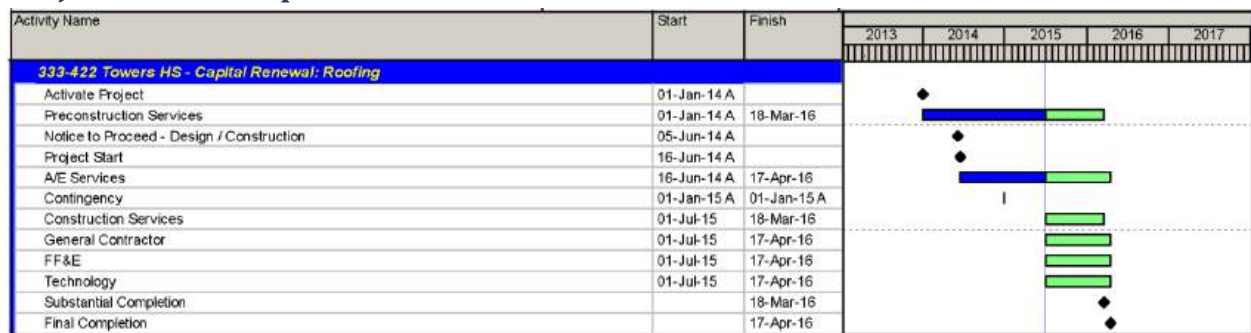 Activity Name Start Finish
2013 2014 2015 2016 2017
333-422 Towers HS - Capital Renewal: Roofing
Activate Project 01-Jan-14 A
Preconstruction Services 01-Jan-14 A 18-Mar-16
Notice to Proceed - Design / Construction 05-Jun-14 A
Project Start 16-Jun-14 A
A/E Services 16-Jun-14 A 17-Apr-16
Contingency 01-Jan-15 A 01-Jan-15 A
Construction Services 01-Jul-15 18-Mar-16
General Contractor 01-Jul-15 17-Apr-16
FF&E 01-Jul-15 17-Apr-16
Technology 01-Jul-15 17-Apr-16
Substantial Completion 18-Mar-16
Final Completion 17-Apr-16